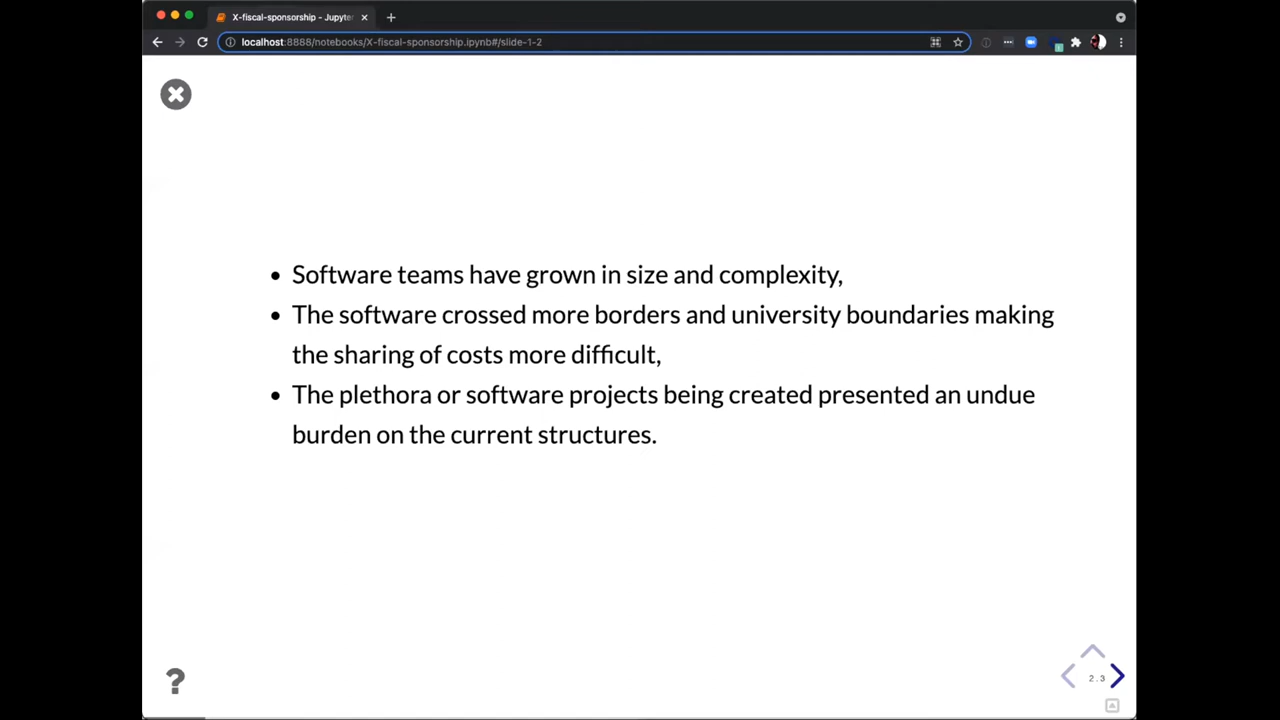 X-fiscal-sponsorship - Jupyter
localhost:8888/notebooks/X-fiscal-sponsorship.ipynb#/slide-1-2
• Software teams have grown in size and complexity,
• The software crossed more borders and university boundaries making
the sharing of costs more difficult,
• The plethora or software projects being created presented an undue
burden on the current structures.
?
2.3